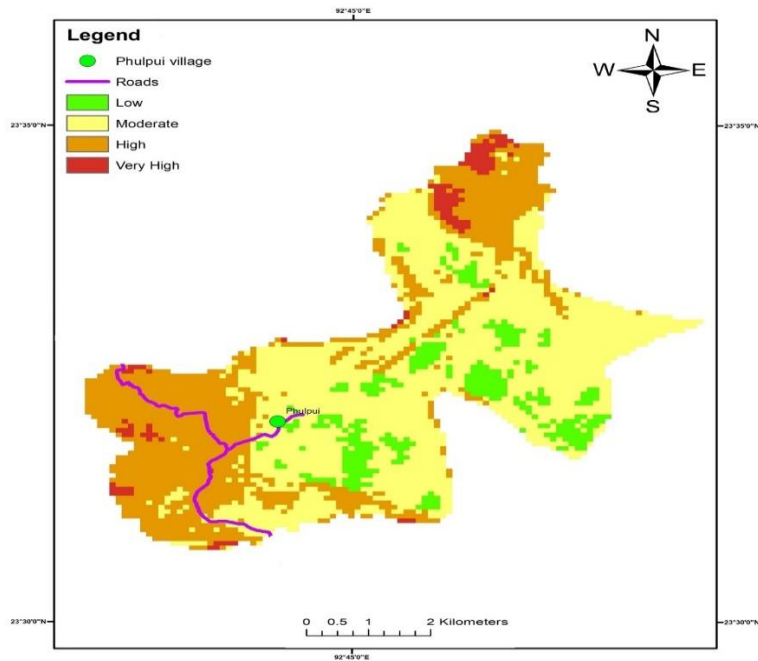 92°45'0"E
Legend
Phulpui village
Roads
Low
Moderate
High
Very High
N
W E
S
23°35'0"N 23°35'0"N
Phulpui
23°30'0"N 23°30'0"N
0 0.5 1 2 Kilometers
92°45'0"E